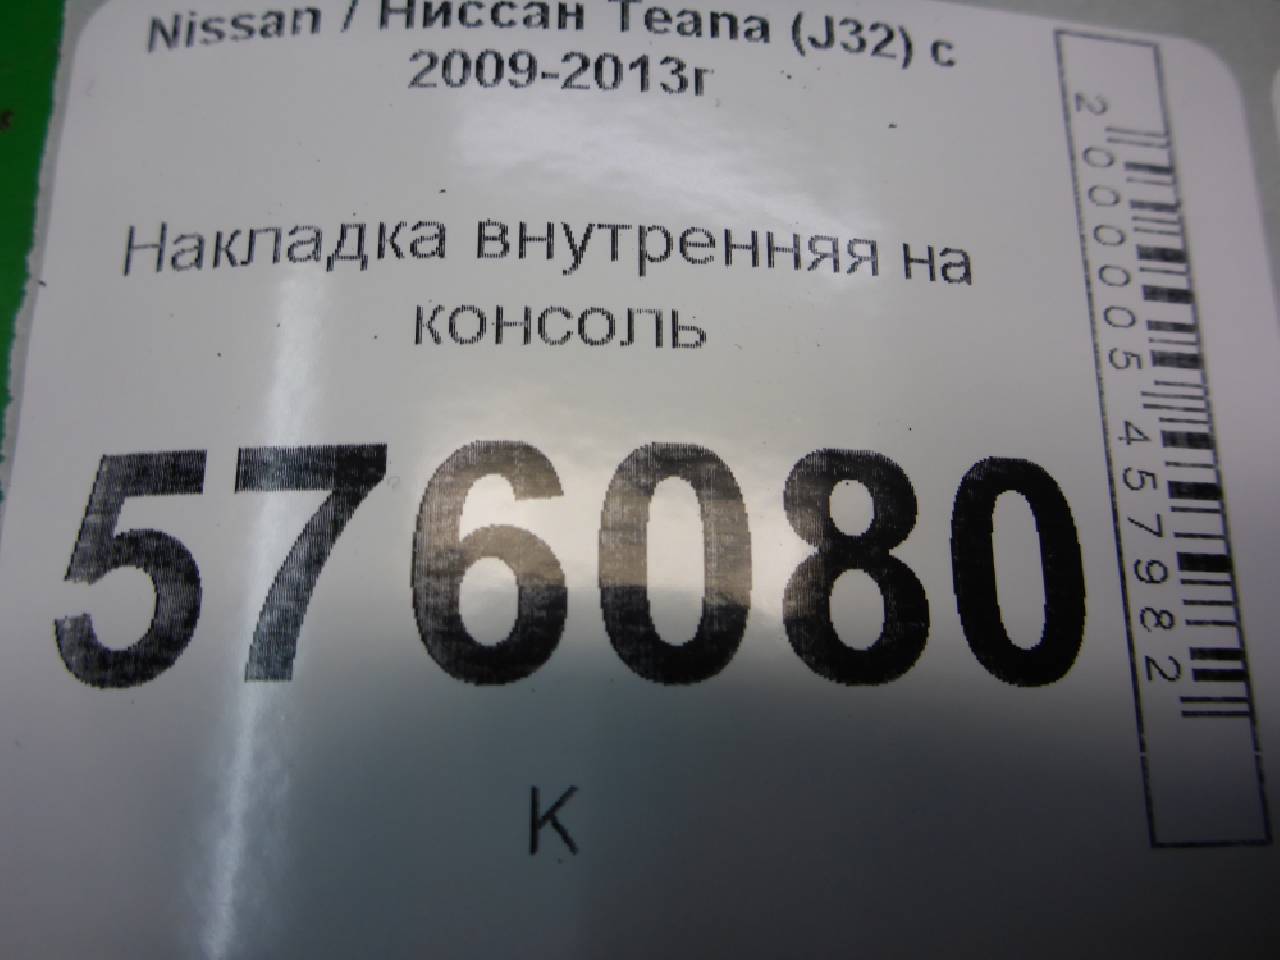 Nissan / Ниссан Teana (J32) с
2009-2013г
Накладка внутренняя на
консоль
576080
К
2000005457982